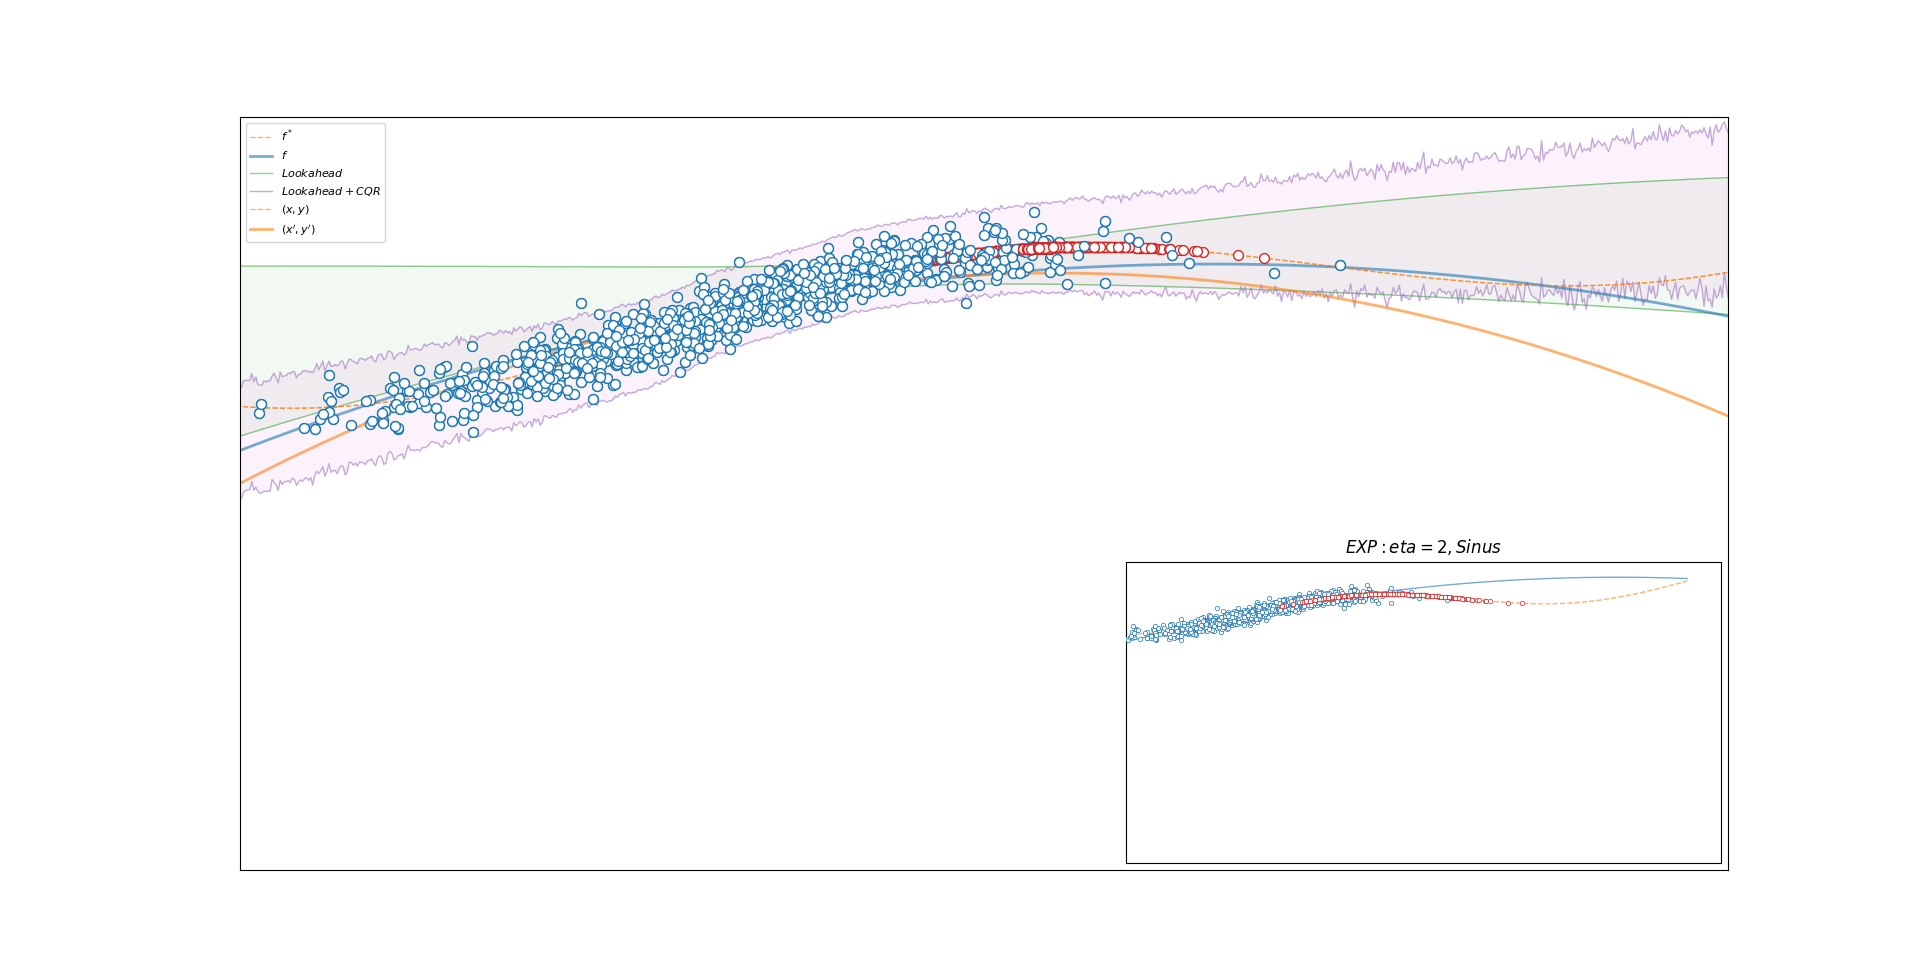 f*
f
Lookahead
Lookahead + CQR
(x, y)
(x', y')
EXP : eta = 2, Sinus